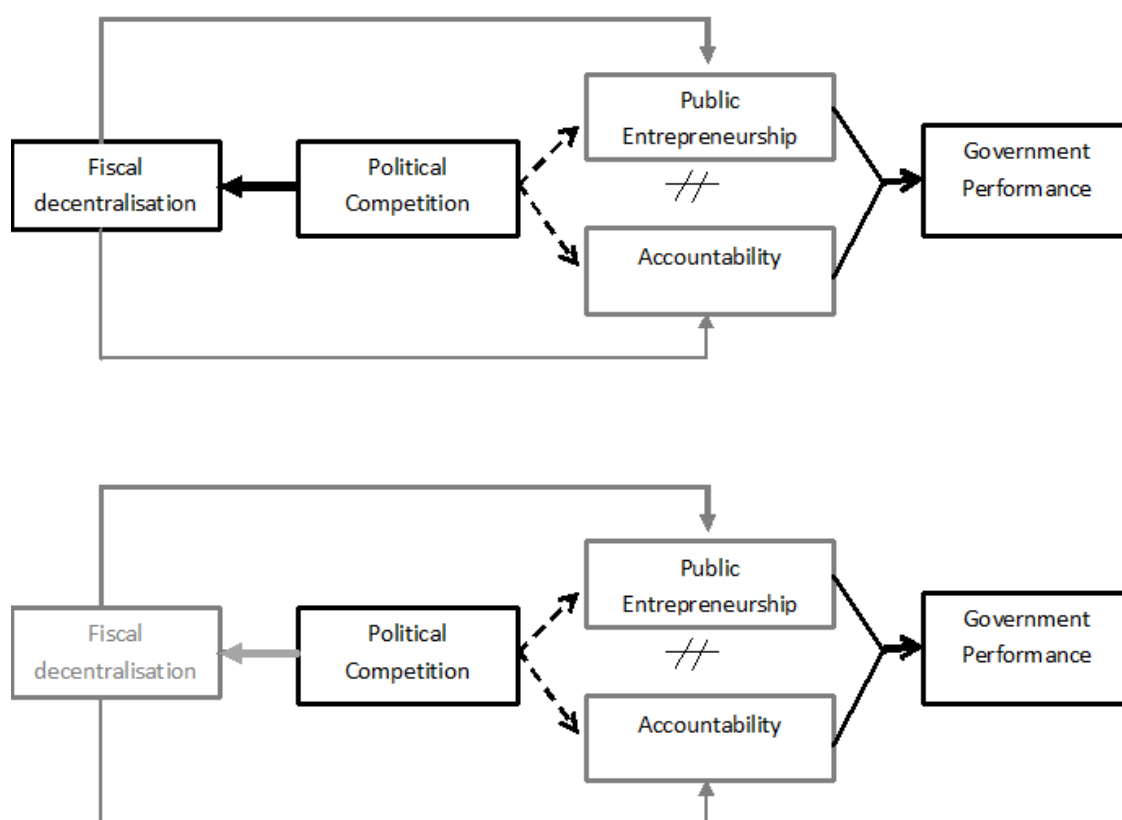 Public
Entrepreneurship
Fiscal
decentralisation
Political
Competition
Government
Performance
Accountability
Public
Entrepreneurship
Fiscal
decentralisation
Political
Competition
Government
Performance
Accountability